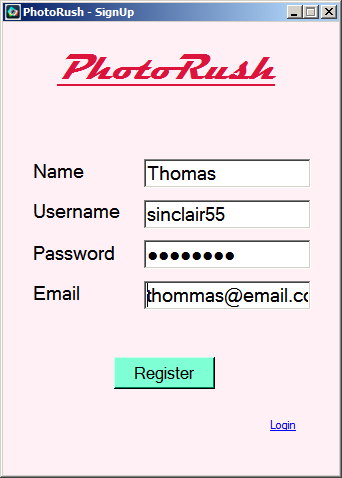 PhotoRush - SignUp
PhotoRush
Name Thomas
Username sinclair55
Password ●●●●●●●●
Email thommas@email.co
Register
Login